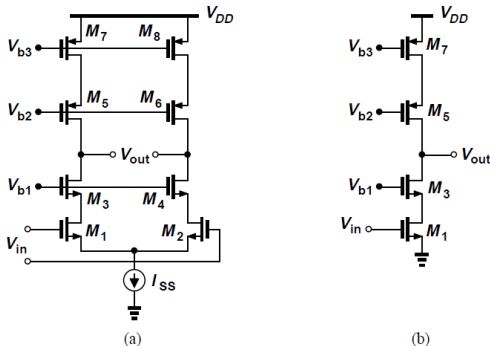 V_DD V_DD
M_7 M_8 M_7
V_b3 V_b3
M_5 M_6 M_5
V_b2 V_b2
V_out V_out
V_b1 M_3 M_4 V_b1 M_3
V_in M_1 M_2 V_in M_1
I_SS
(a) (b)